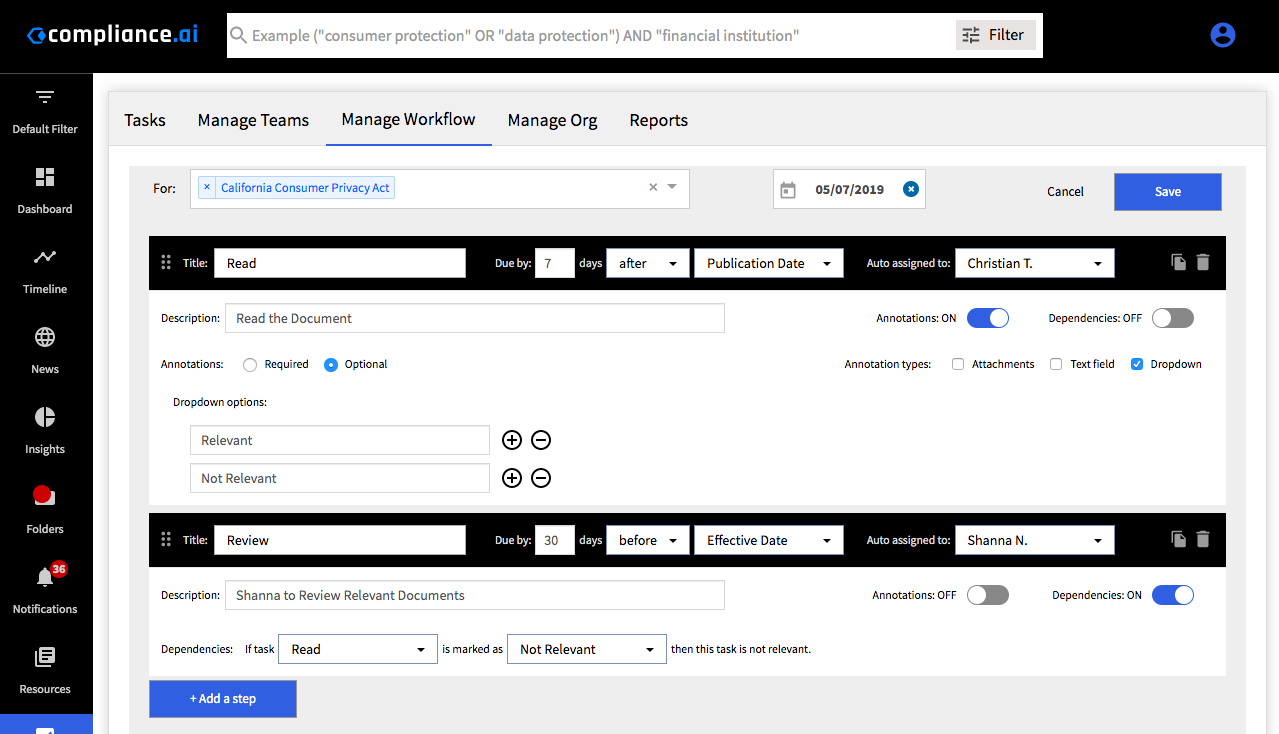 compliance.ai
Example ("consumer protection" OR "data protection") AND "financial institution"
Filter
Default Filter
Dashboard
Timeline
News
Insights
Folders
36
Notifications
Resources
Tasks
Manage Teams
Manage Workflow
Manage Org
Reports
For: × California Consumer Privacy Act ×
05/07/2019
Cancel
Save
Title: Read Due by: 7 days after Publication Date Auto assigned to: Christian T.
Description: Read the Document Annotations: ON Dependencies: OFF
Annotations: Required Optional Annotation types: Attachments Text field Dropdown
Dropdown options:
Relevant
Not Relevant
Title: Review Due by: 30 days before Effective Date Auto assigned to: Shanna N.
Description: Shanna to Review Relevant Documents Annotations: OFF Dependencies: ON
Dependencies: If task Read is marked as Not Relevant then this task is not relevant.
+ Add a step